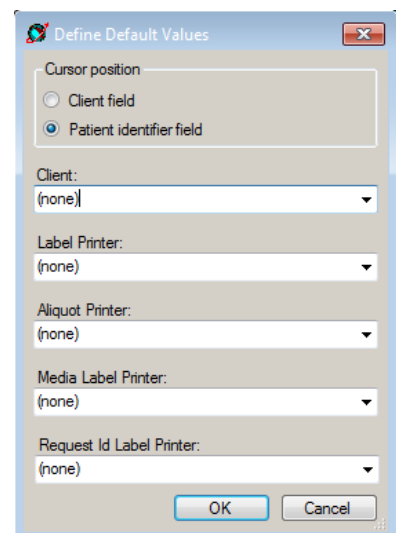 Define Default Values
Cursor position
Client field
Patient identifier field
Client:
(none)
Label Printer:
(none)
Aliquot Printer:
(none)
Media Label Printer:
(none)
Request Id Label Printer:
(none)
OK Cancel